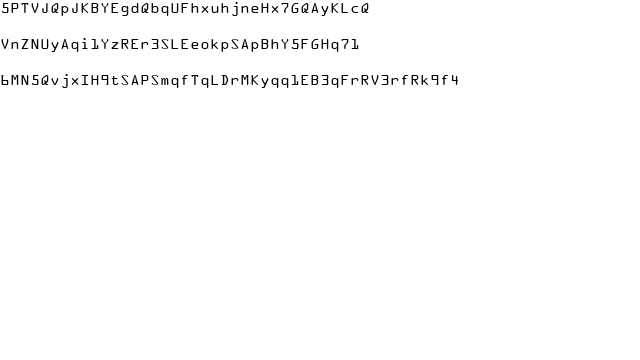 5PTVJQpJKBYEgdQbqUFhxuhjneHx7GQAyKLcQ
VnZNUyAqi1YzREr3SLEeokpSApBhY5FGHq71
6MN5QvjxIH9tSAPSmqfTqLDrMKyqq1EB3qFrRV3rfRk9f4